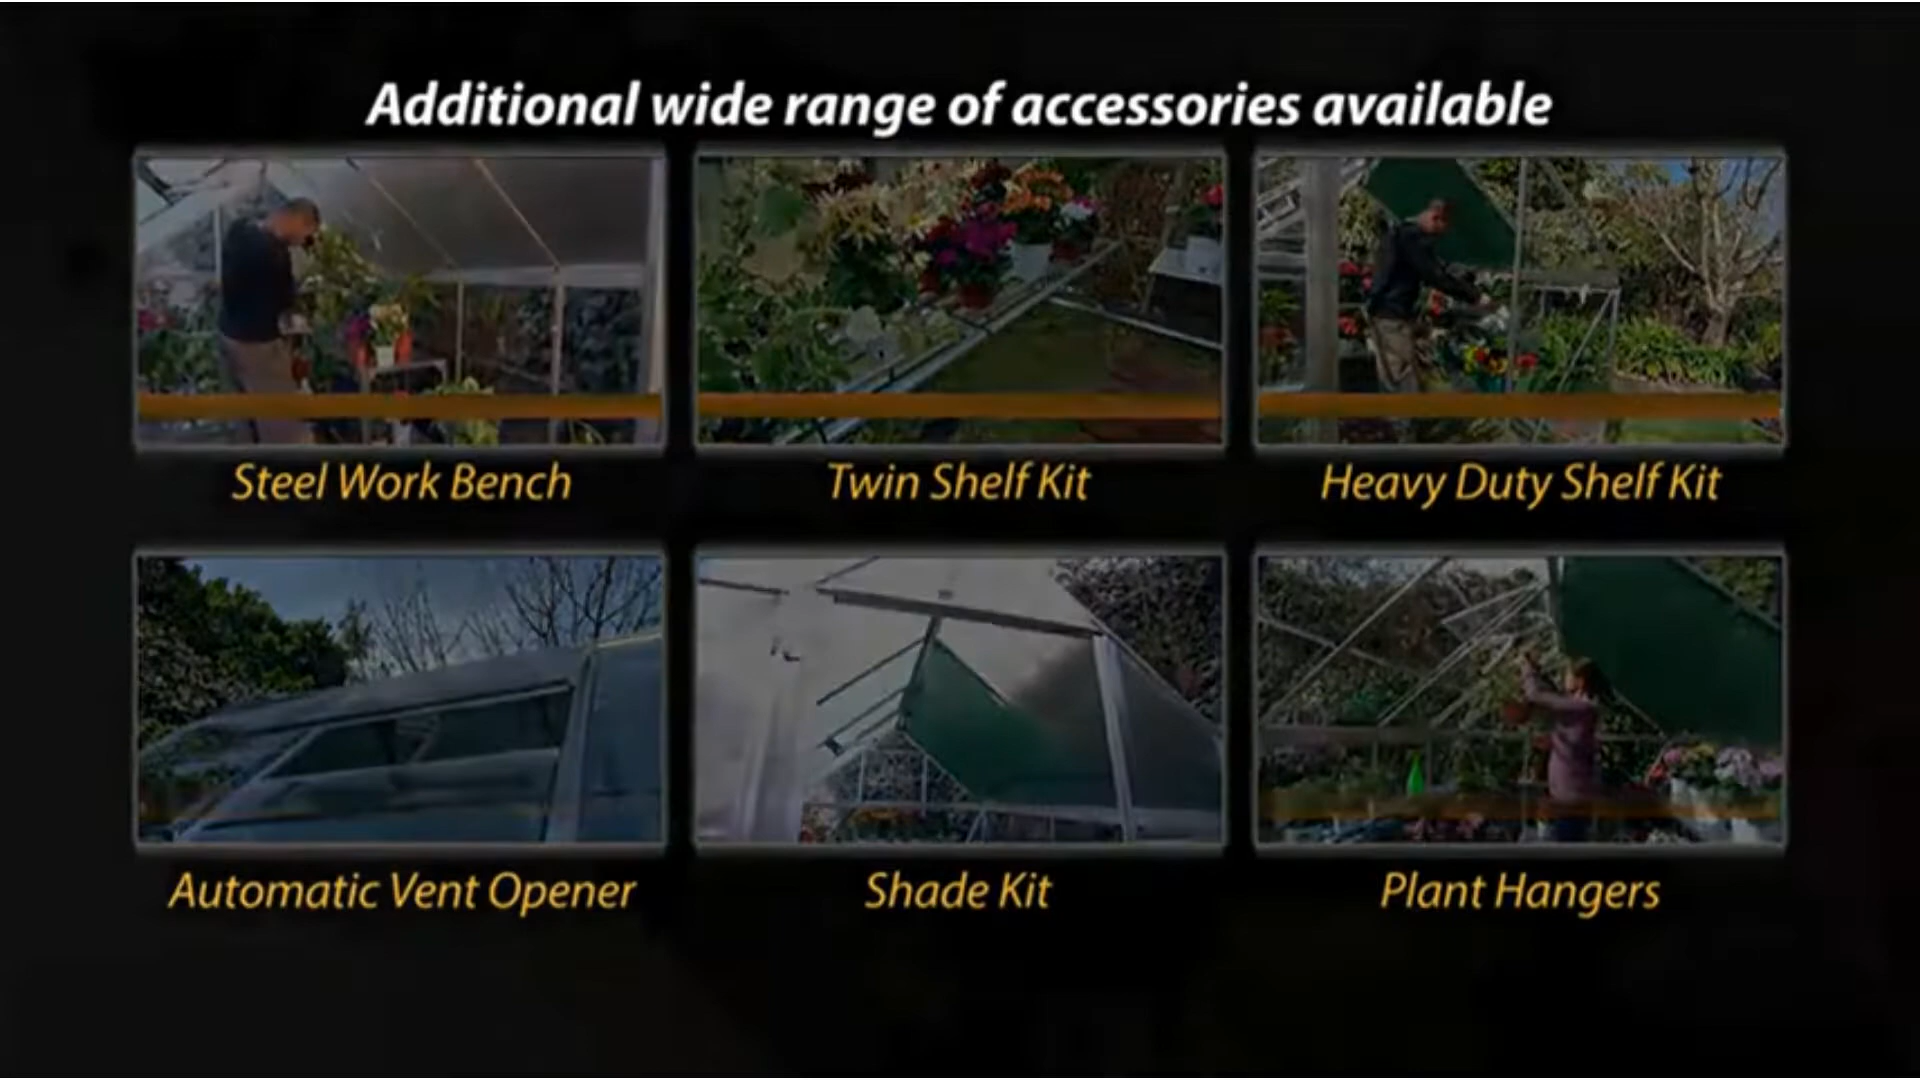 Additional wide range of accessories available
Steel Work Bench
Twin Shelf Kit
Heavy Duty Shelf Kit
Automatic Vent Opener
Shade Kit
Plant Hangers